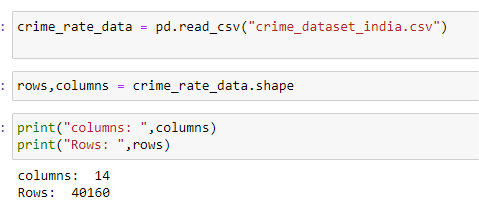 : crime_rate_data = pd.read_csv("crime_dataset_india.csv")
: rows,columns = crime_rate_data.shape
: print("columns: ",columns)
print("Rows: ",rows)
columns:  14
Rows:  40160